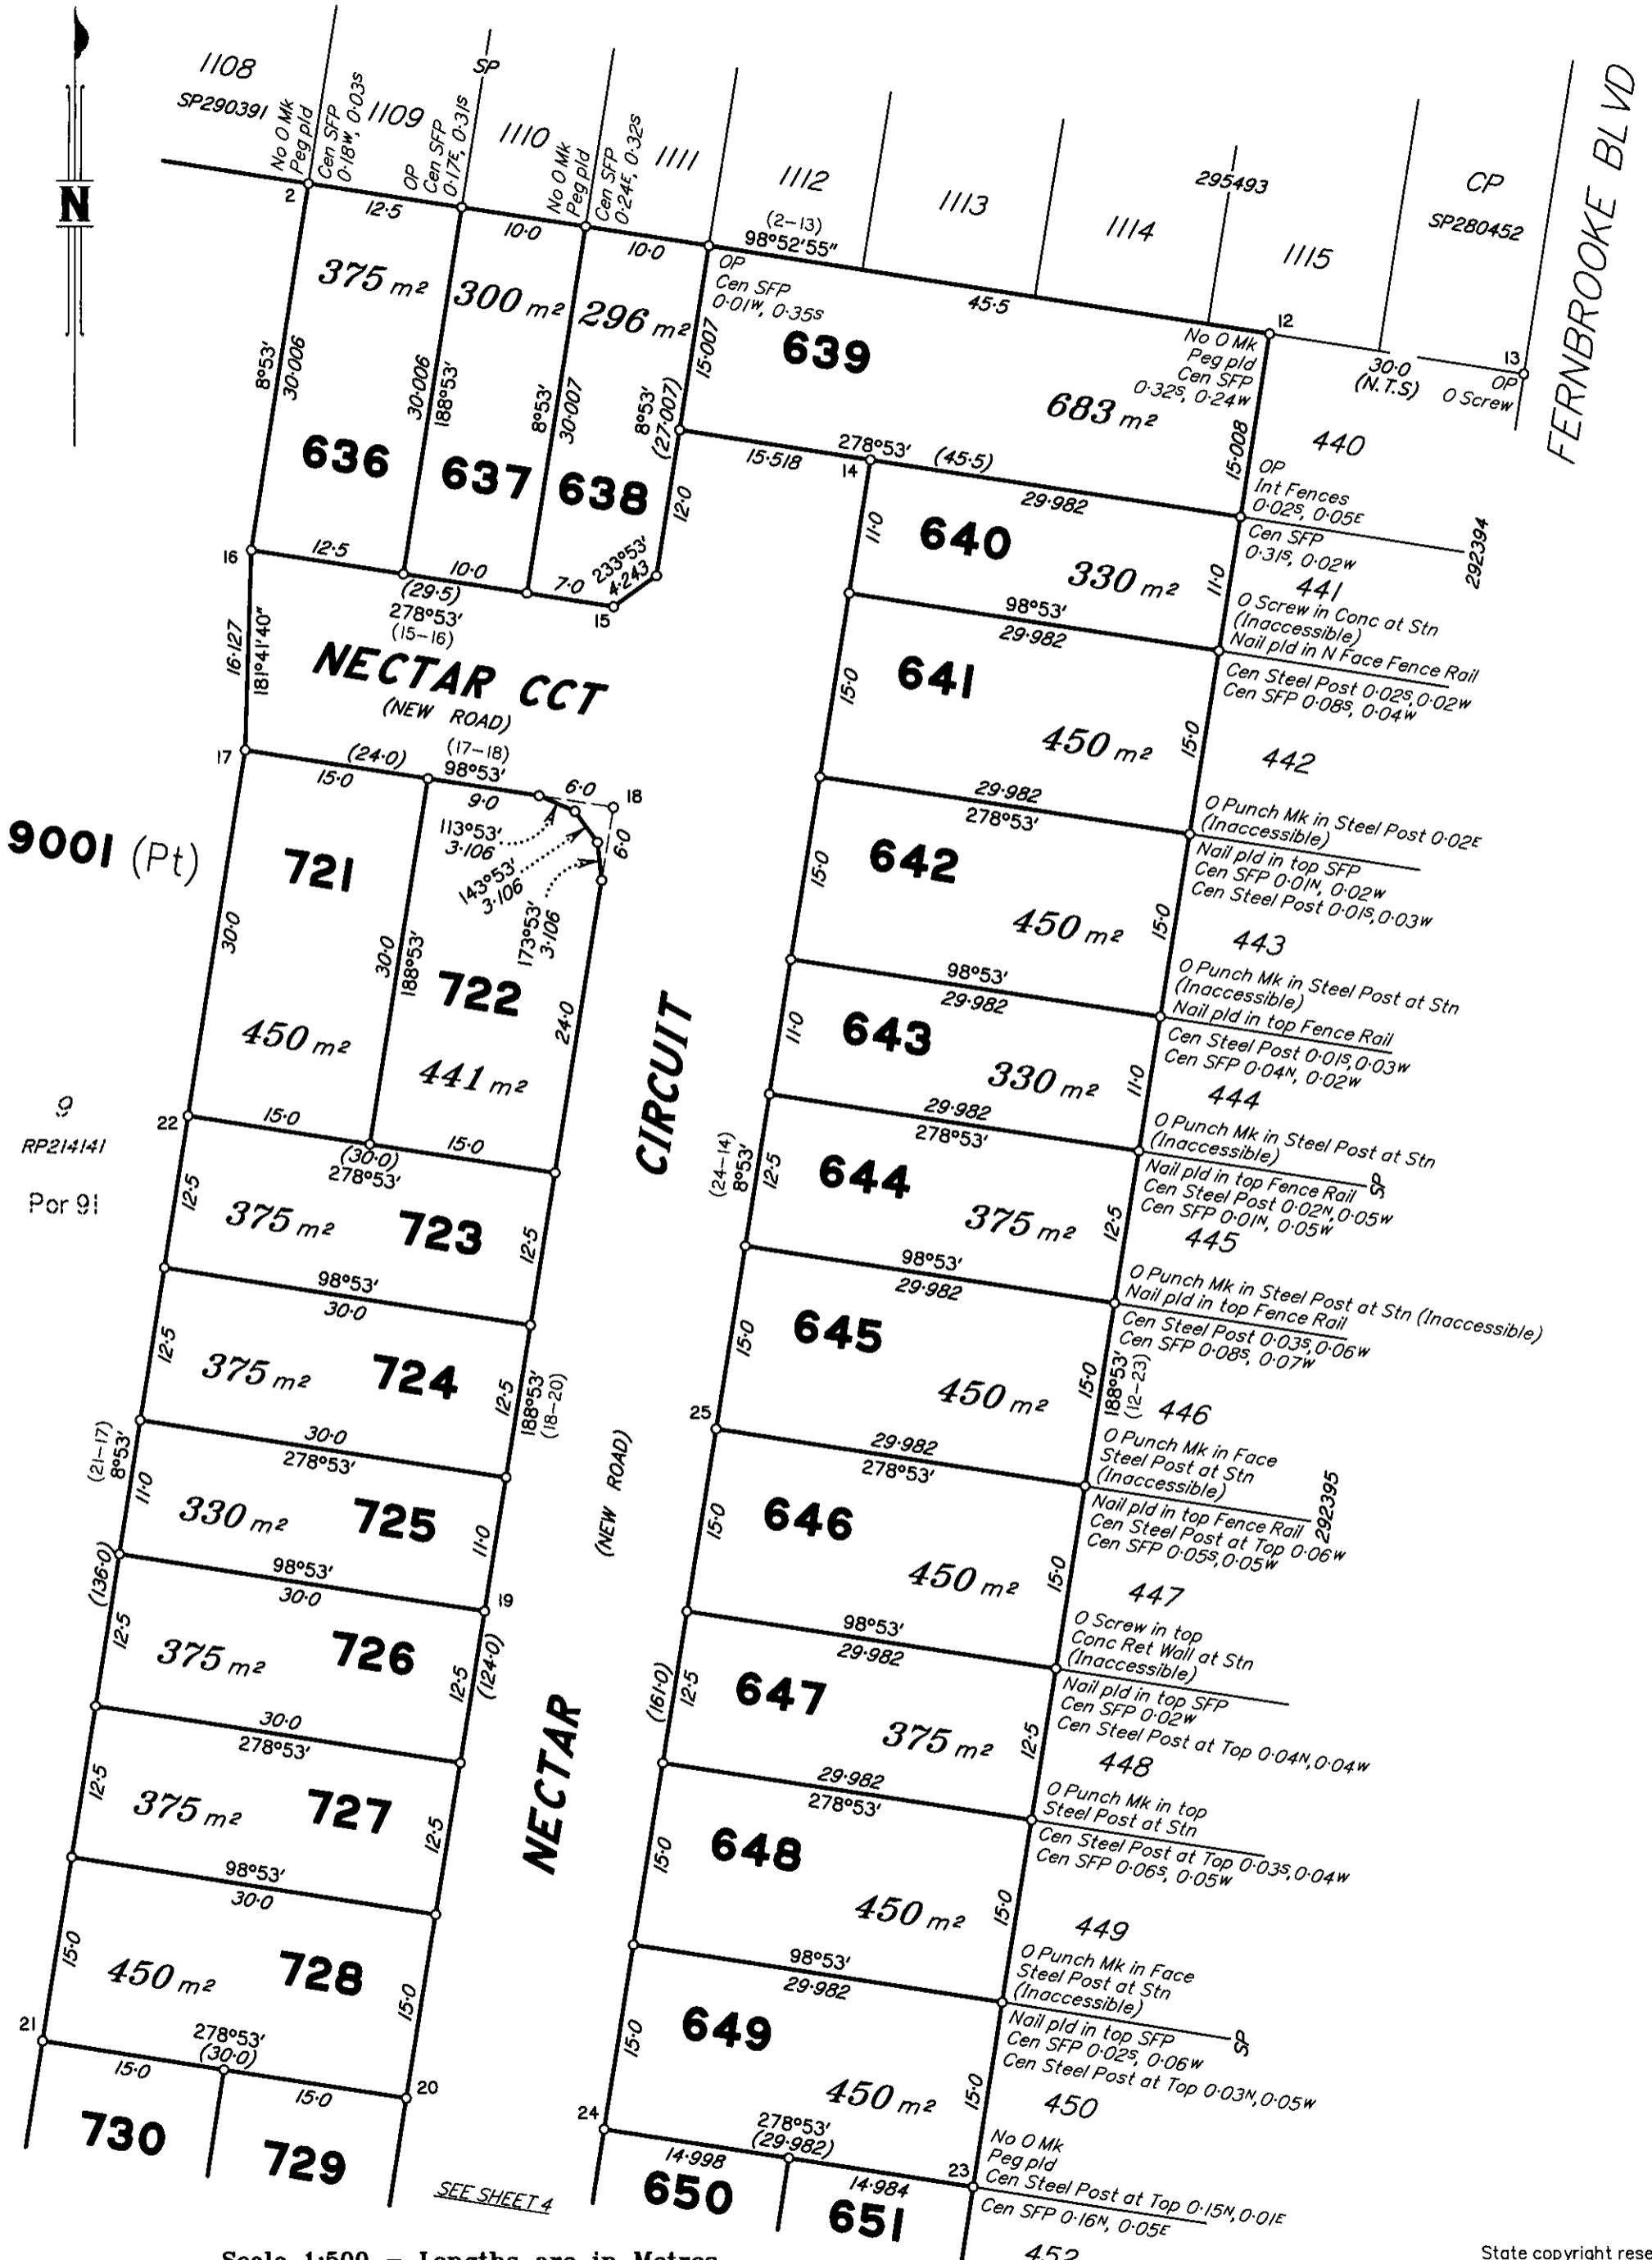 1108
SP290391
No O Mk
Peg pld
Cen SFP
0·18W, 0·03S
1109
OP
Cen SFP
0·17E, 0·31S
SP
1110
No O Mk
Peg pld
Cen SFP
0·24E, 0·32S
1111
1112
1113
1114
295493
1115
CP
SP280452
FERNBROOKE BLVD
N
2
12·5
10·0
10·0
(2-13)
98°52'55"
45·5
12
30·0
(N.T.S)
13
OP
O Screw
OP
Cen SFP
0·01W, 0·35S
No O Mk
Peg pld
Cen SFP
0·32S, 0·24W
375 m²
300 m²
296 m²
639
683 m²
8°53'
30·006
30·006
188°53'
8°53'
30·007
8°53'
(27·007)
15·007
15·008
440
636
637
638
12·0
15·518
278°53'
(45·5)
14
29·982
OP
Int Fences
0·02S, 0·05E
Cen SFP
0·31S, 0·02W
292394
16
12·5
10·0
7·0
233°53'
4·243
15
(29·5)
278°53'
(15-16)
11·0
640
330 m²
11·0
441
O Screw in Conc at Stn
(Inaccessible)
Nail pld in N Face Fence Rail
Cen Steel Post 0·02S, 0·02W
Cen SFP 0·08S, 0·04W
16·127
181°41'40"
NECTAR CCT
(NEW ROAD)
98°53'
29·982
15·0
641
450 m²
15·0
442
17
(24·0)
(17-18)
98°53'
15·0
9·0
6·0
18
6·0
113°53'
3·106
143°53'
3·106
173°53'
3·106
29·982
278°53'
O Punch Mk in Steel Post 0·02E
(Inaccessible)
Nail pld in top SFP
Cen SFP 0·01N, 0·02W
Cen Steel Post 0·01S, 0·03W
9001 (Pt)
721
30·0
30·0
188°53'
722
24·0
450 m²
441 m²
15·0
642
450 m²
15·0
443
98°53'
29·982
O Punch Mk in Steel Post at Stn
(Inaccessible)
Nail pld in top Fence Rail
Cen Steel Post 0·01S, 0·03W
Cen SFP 0·04N, 0·02W
CIRCUIT
11·0
643
330 m²
11·0
444
9
RP214141
Por 91
22
15·0
15·0
(30·0)
278°53'
29·982
278°53'
O Punch Mk in Steel Post at Stn
(Inaccessible)
Nail pld in top Fence Rail
Cen Steel Post 0·02N, 0·05W
Cen SFP 0·01N, 0·05W
SP
12·5
375 m²
723
12·5
(24-14)
8°53'
12·5
644
375 m²
12·5
445
98°53'
30·0
98°53'
29·982
O Punch Mk in Steel Post at Stn (Inaccessible)
Nail pld in top Fence Rail
Cen Steel Post 0·03S, 0·06W
Cen SFP 0·08S, 0·07W
12·5
375 m²
724
12·5
188°53'
(18-20)
15·0
645
450 m²
15·0
188°53'
(12-23)
446
25
(21-17)
8°53'
30·0
278°53'
29·982
278°53'
O Punch Mk in Face
Steel Post at Stn
(Inaccessible)
Nail pld in top Fence Rail
Cen Steel Post at Top 0·06W
Cen SFP 0·05S, 0·05W
292395
11·0
330 m²
725
11·0
(NEW ROAD)
15·0
646
450 m²
15·0
447
(136·0)
98°53'
30·0
19
98°53'
29·982
O Screw in top
Conc Ret Wall at Stn
(Inaccessible)
Nail pld in top SFP
Cen SFP 0·02W
Cen Steel Post at Top 0·04N, 0·04W
12·5
375 m²
726
12·5
(124·0)
(161·0)
12·5
647
375 m²
12·5
448
30·0
278°53'
29·982
278°53'
O Punch Mk in top
Steel Post at Stn
Cen Steel Post at Top 0·03S, 0·04W
Cen SFP 0·06S, 0·05W
12·5
375 m²
727
12·5
NECTAR
15·0
648
450 m²
15·0
449
98°53'
30·0
98°53'
29·982
O Punch Mk in Face
Steel Post at Stn
(Inaccessible)
Nail pld in top SFP
Cen SFP 0·02S, 0·06W
Cen Steel Post at Top 0·03N, 0·05W
SP
15·0
450 m²
728
15·0
15·0
649
450 m²
15·0
450
21
278°53'
(30·0)
15·0
15·0
20
24
278°53'
(29·982)
14·998
14·984
23
No O Mk
Peg pld
Cen Steel Post at Top 0·15N, 0·01E
Cen SFP 0·16N, 0·05E
730
729
SEE SHEET 4
650
651
452
Scale 1:500 – Lengths are in Metres
State copyright rese